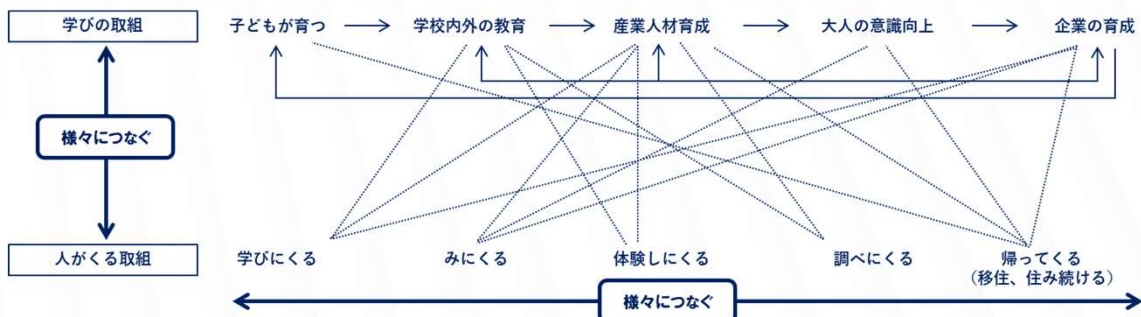 学びの取組
子どもが育つ
学校内外の教育
産業人材育成
大人の意識向上
企業の育成
様々につなぐ
人がくる取組
学びにくる
みにくる
体験しにくる
調べにくる
帰ってくる
（移住、住み続ける）
様々につなぐ